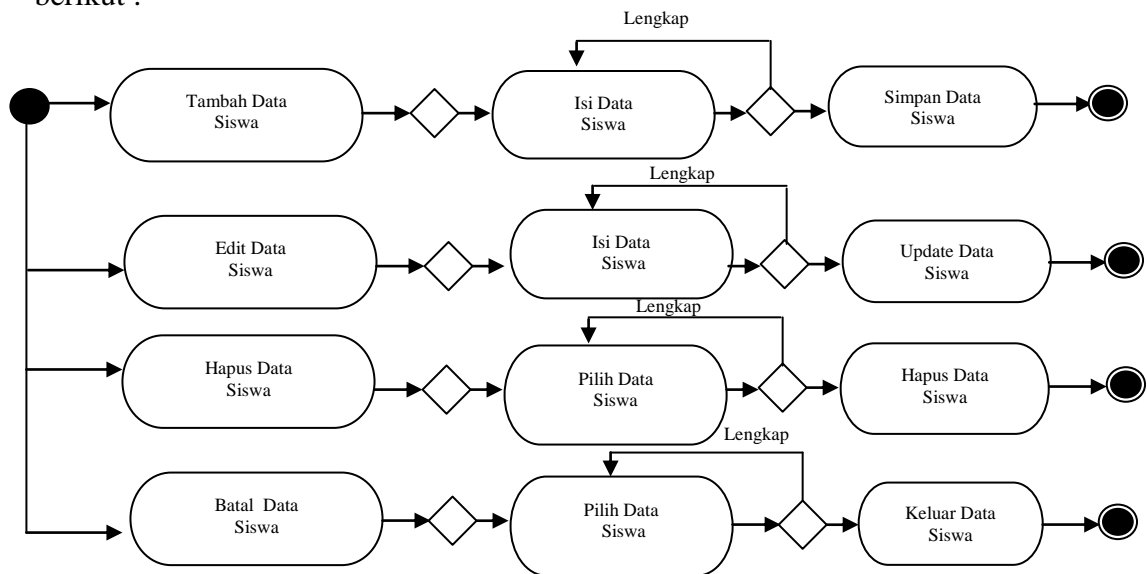 berikut :
Lengkap
Tambah Data
Siswa
Isi Data
Siswa
Simpan Data
Siswa
Lengkap
Edit Data
Siswa
Isi Data
Siswa
Update Data
Siswa
Lengkap
Hapus Data
Siswa
Pilih Data
Siswa
Hapus Data
Siswa
Lengkap
Batal Data
Siswa
Pilih Data
Siswa
Keluar Data
Siswa